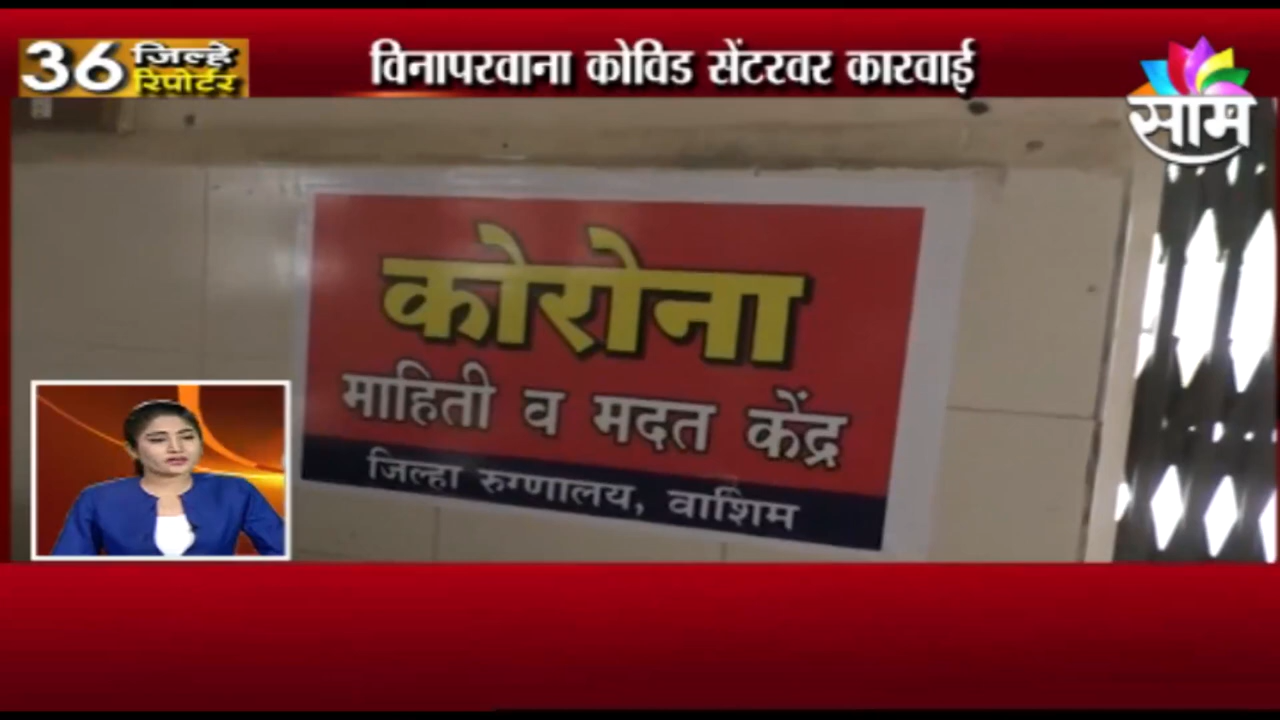 36 जिल्हे
रिपोर्टर
विनापरवाना कोविड सेंटरवर कारवाई
साम
कोरोना
माहिती व मदत केंद्र
जिल्हा रुग्णालय, वाशिम